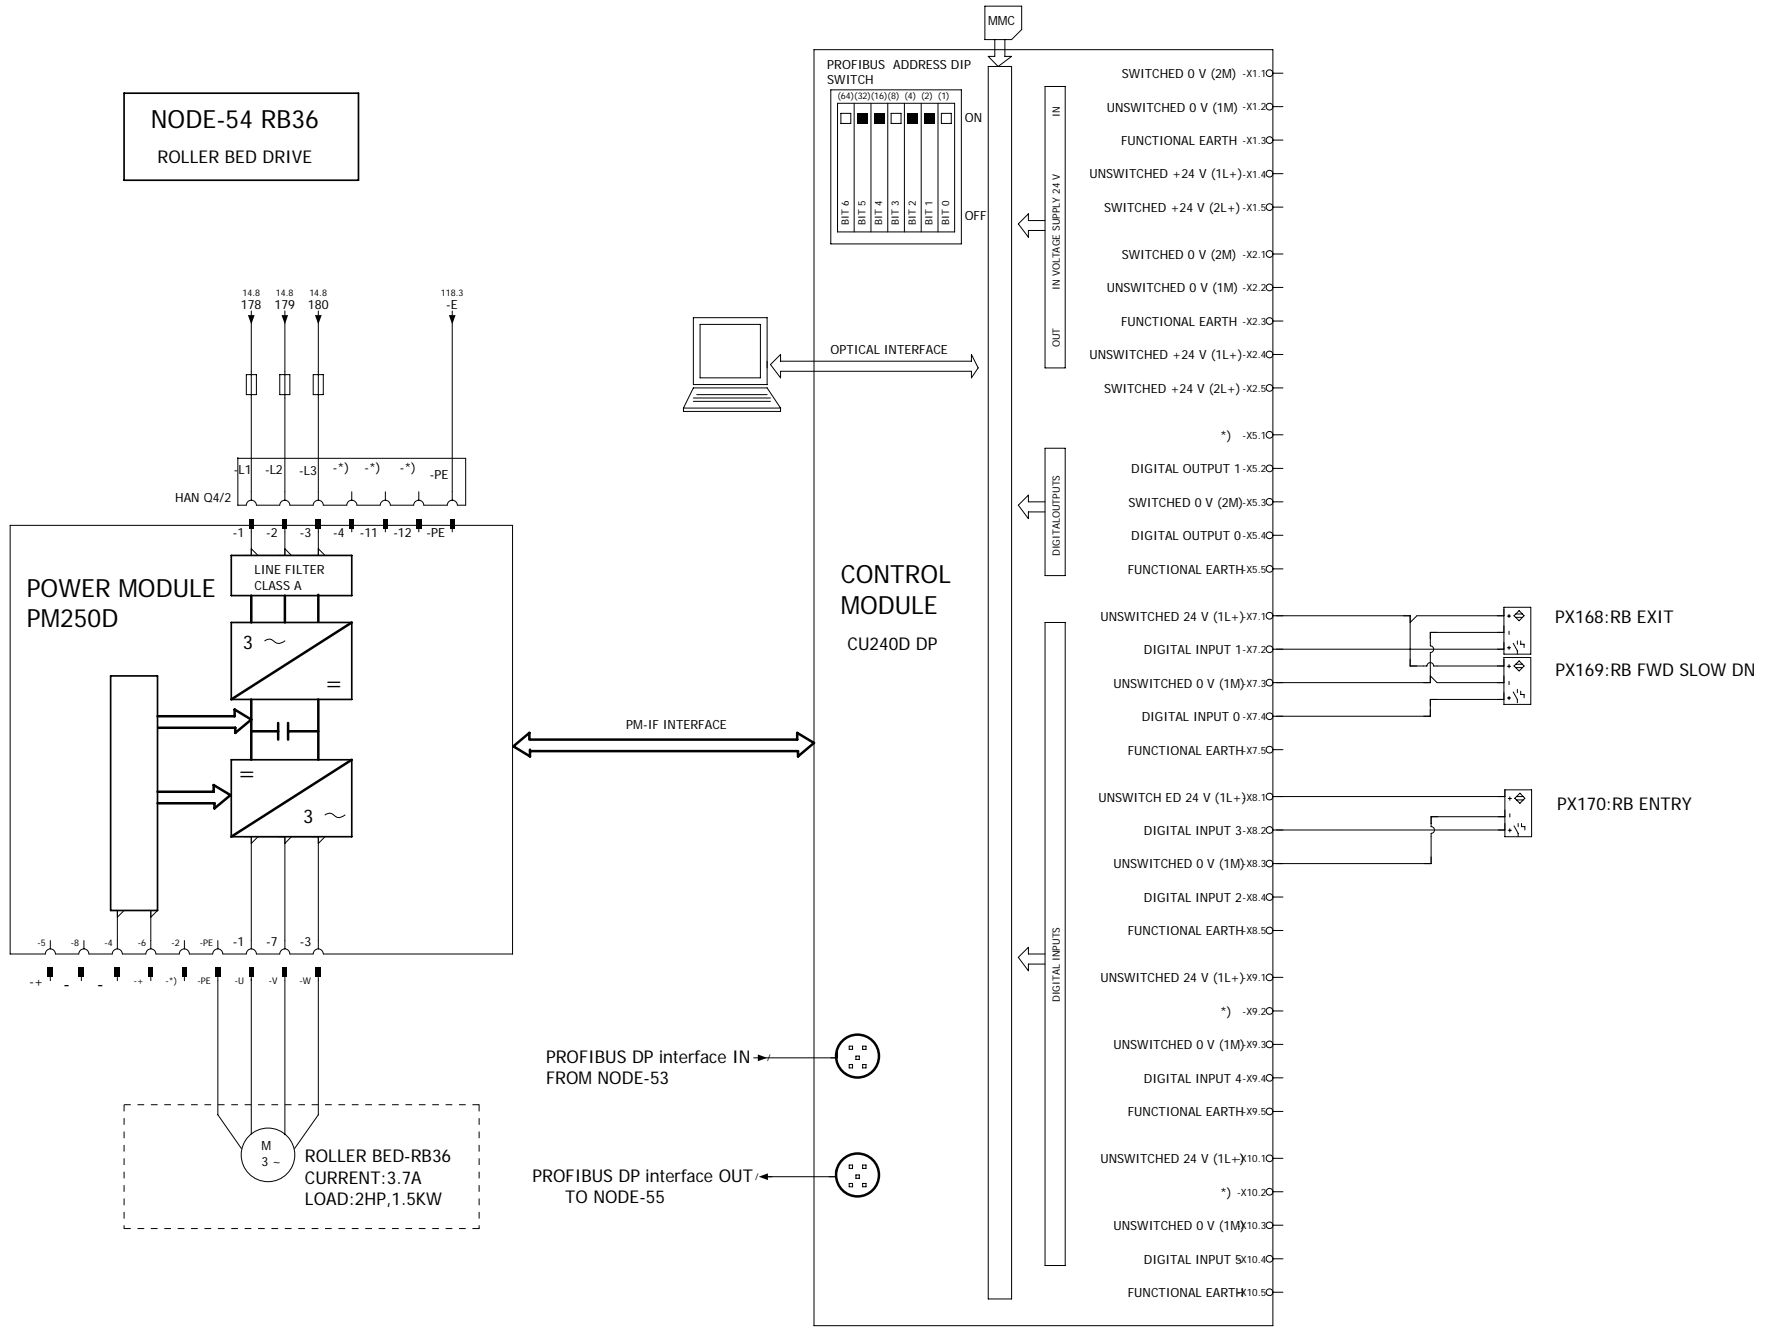 MMC
PROFIBUS ADDRESS DIP
SWITCH
(64)(32)(16)(8) (4) (2) (1)
ON
BIT 6
BIT 5
BIT 4
BIT 3
BIT 2
BIT 1
BIT 0
OFF
NODE-54 RB36
ROLLER BED DRIVE
14.8
178
14.8
179
14.8
180
118.3
-E
-L1 -L2 -L3 -*) -*) -*) -PE
HAN Q4/2
-1 -2 -3 -4 -11 -12 -PE
LINE FILTER
CLASS A
POWER MODULE
PM250D
3 ~
=
=
3 ~
-5 -8 -4 -6 -2 -PE -1 -7 -3
-+ - - -+ -*) -PE -U -V -W
M
3 ~
ROLLER BED-RB36
CURRENT:3.7A
LOAD:2HP,1.5KW
OPTICAL INTERFACE
PM-IF INTERFACE
CONTROL
MODULE
CU240D DP
PROFIBUS DP interface IN
FROM NODE-53
PROFIBUS DP interface OUT
TO NODE-55
IN
IN VOLTAGE SUPPLY 24 V
OUT
DIGITALOUTPUTS
DIGITAL INPUTS
SWITCHED 0 V (2M) -X1.1
UNSWITCHED 0 V (1M) -X1.2
FUNCTIONAL EARTH -X1.3
UNSWITCHED +24 V (1L+)-X1.4
SWITCHED +24 V (2L+) -X1.5
SWITCHED 0 V (2M) -X2.1
UNSWITCHED 0 V (1M) -X2.2
FUNCTIONAL EARTH -X2.3
UNSWITCHED +24 V (1L+)-X2.4
SWITCHED +24 V (2L+) -X2.5
*) -X5.1
DIGITAL OUTPUT 1-X5.2
SWITCHED 0 V (2M)-X5.3
DIGITAL OUTPUT 0-X5.4
FUNCTIONAL EARTH-X5.5
UNSWITCHED 24 V (1L+)-X7.1
DIGITAL INPUT 1-X7.2
UNSWITCHED 0 V (1M)-X7.3
DIGITAL INPUT 0-X7.4
FUNCTIONAL EARTH-X7.5
UNSWITCH ED 24 V (1L+)-X8.1
DIGITAL INPUT 3-X8.2
UNSWITCHED 0 V (1M)-X8.3
DIGITAL INPUT 2-X8.4
FUNCTIONAL EARTH-X8.5
UNSWITCHED 24 V (1L+)-X9.1
*) -X9.2
UNSWITCHED 0 V (1M)-X9.3
DIGITAL INPUT 4-X9.4
FUNCTIONAL EARTH-X9.5
UNSWITCHED 24 V (1L+)-X10.1
*) -X10.2
UNSWITCHED 0 V (1M)-X10.3
DIGITAL INPUT 5-X10.4
FUNCTIONAL EARTH-X10.5
+
-
+
PX168:RB EXIT
+
-
+
PX169:RB FWD SLOW DN
+
-
+
PX170:RB ENTRY